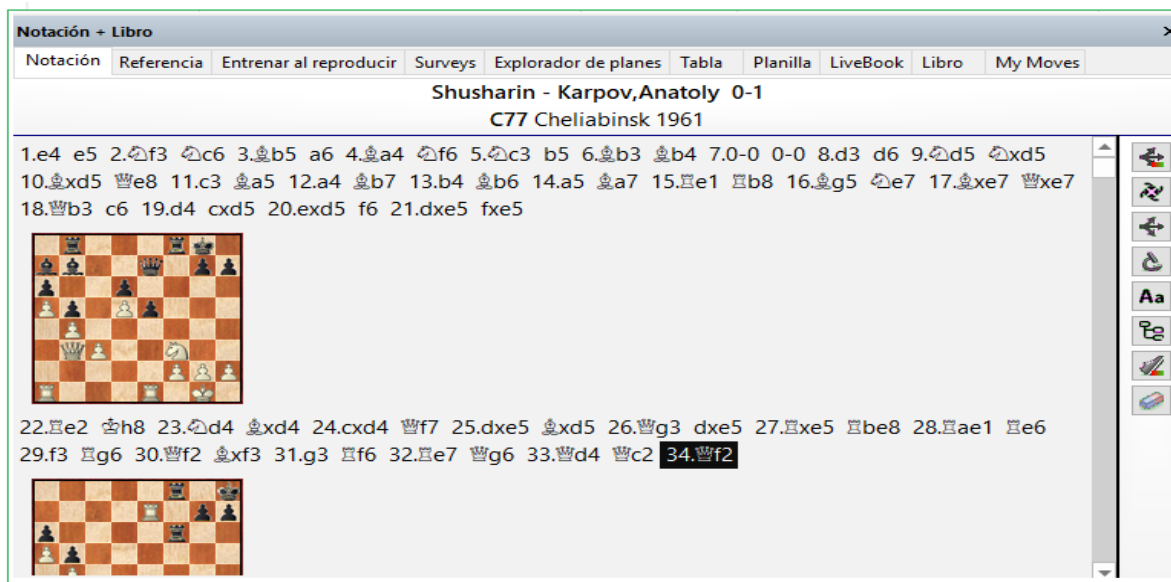 Notación + Libro
Notación Referencia Entrenar al reproducir Surveys Explorador de planes Tabla Planilla LiveBook Libro My Moves
Shusharin - Karpov,Anatoly 0-1
C77 Cheliabinsk 1961
1.e4 e5 2.♘f3 ♘c6 3.♗b5 a6 4.♗a4 ♘f6 5.♘c3 b5 6.♗b3 ♗b4 7.0-0 0-0 8.d3 d6 9.♘d5 ♘xd5
10.♗xd5 ♕e8 11.c3 ♗a5 12.a4 ♗b7 13.b4 ♗b6 14.a5 ♗a7 15.♖e1 ♖b8 16.♗g5 ♘e7 17.♗xe7 ♕xe7
18.♕b3 c6 19.d4 cxd5 20.exd5 f6 21.dxe5 fxe5
22.♖e2 ♔h8 23.♘d4 ♗xd4 24.cxd4 ♕f7 25.dxe5 ♗xd5 26.♕g3 dxe5 27.♖xe5 ♖be8 28.♖ae1 ♖e6
29.f3 ♖g6 30.♕f2 ♗xf3 31.g3 ♖f6 32.♖e7 ♕g6 33.♕d4 ♕c2 34.♕f2
Aa